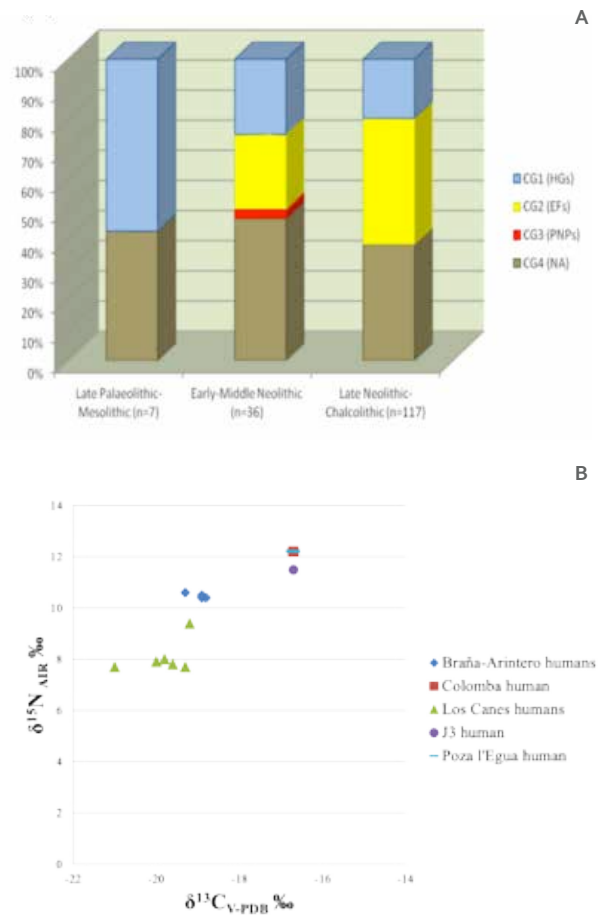 A
100%
90%
80%
70%
60%
50%
40%
30%
20%
10%
0%
CG1 (HGs)
CG2 (EFs)
CG3 (PNPs)
CG4 (NA)
Late Palaeolithic- Early-Middle Neolithic Late Neolithic-
Mesolithic (n=7) (n=36) Chalcolithic (n=117)
B
14
12
10
8
6
4
2
0
δ¹⁵N AIR ‰
-22 -20 -18 -16 -14
δ¹³C V-PDB ‰
Braña-Arintero humans
Colomba human
Los Canes humans
J3 human
Poza l'Egua human